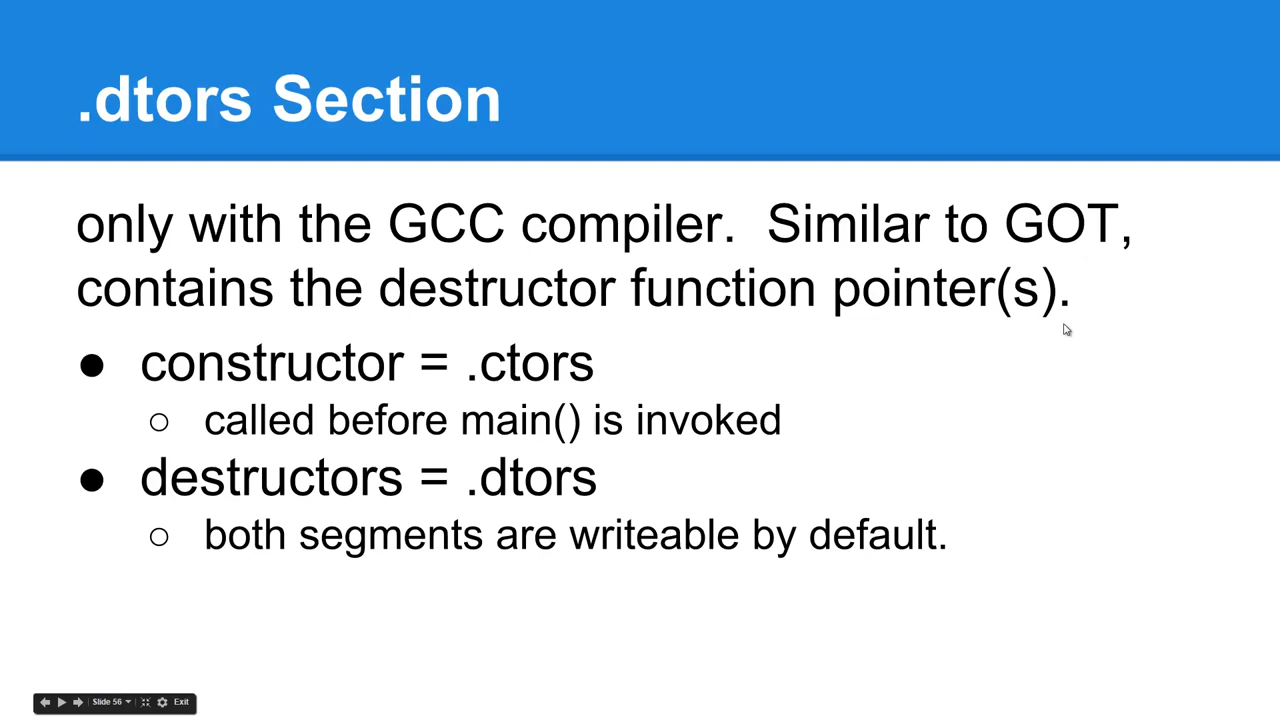 .dtors Section
only with the GCC compiler.  Similar to GOT,
contains the destructor function pointer(s).
● constructor = .ctors
○ called before main() is invoked
● destructors = .dtors
○ both segments are writeable by default.
Slide 56 Exit